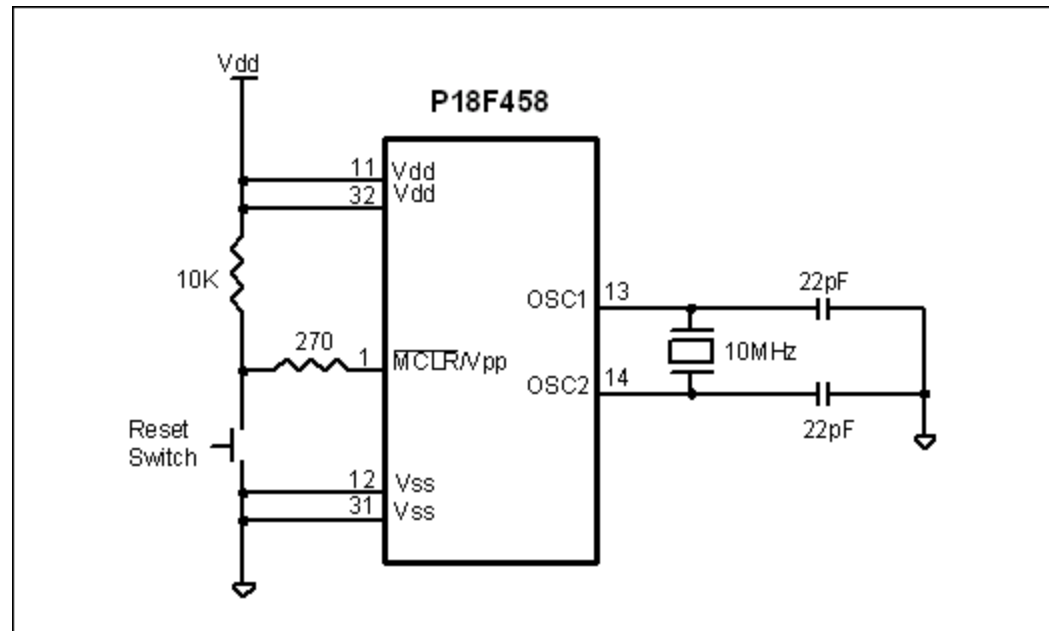 Vdd
P18F458
11
Vdd
32
Vdd
10K
OSC1
13
22pF
270
1
MCLR/Vpp
10MHz
OSC2
14
22pF
Reset
Switch
12
Vss
31
Vss